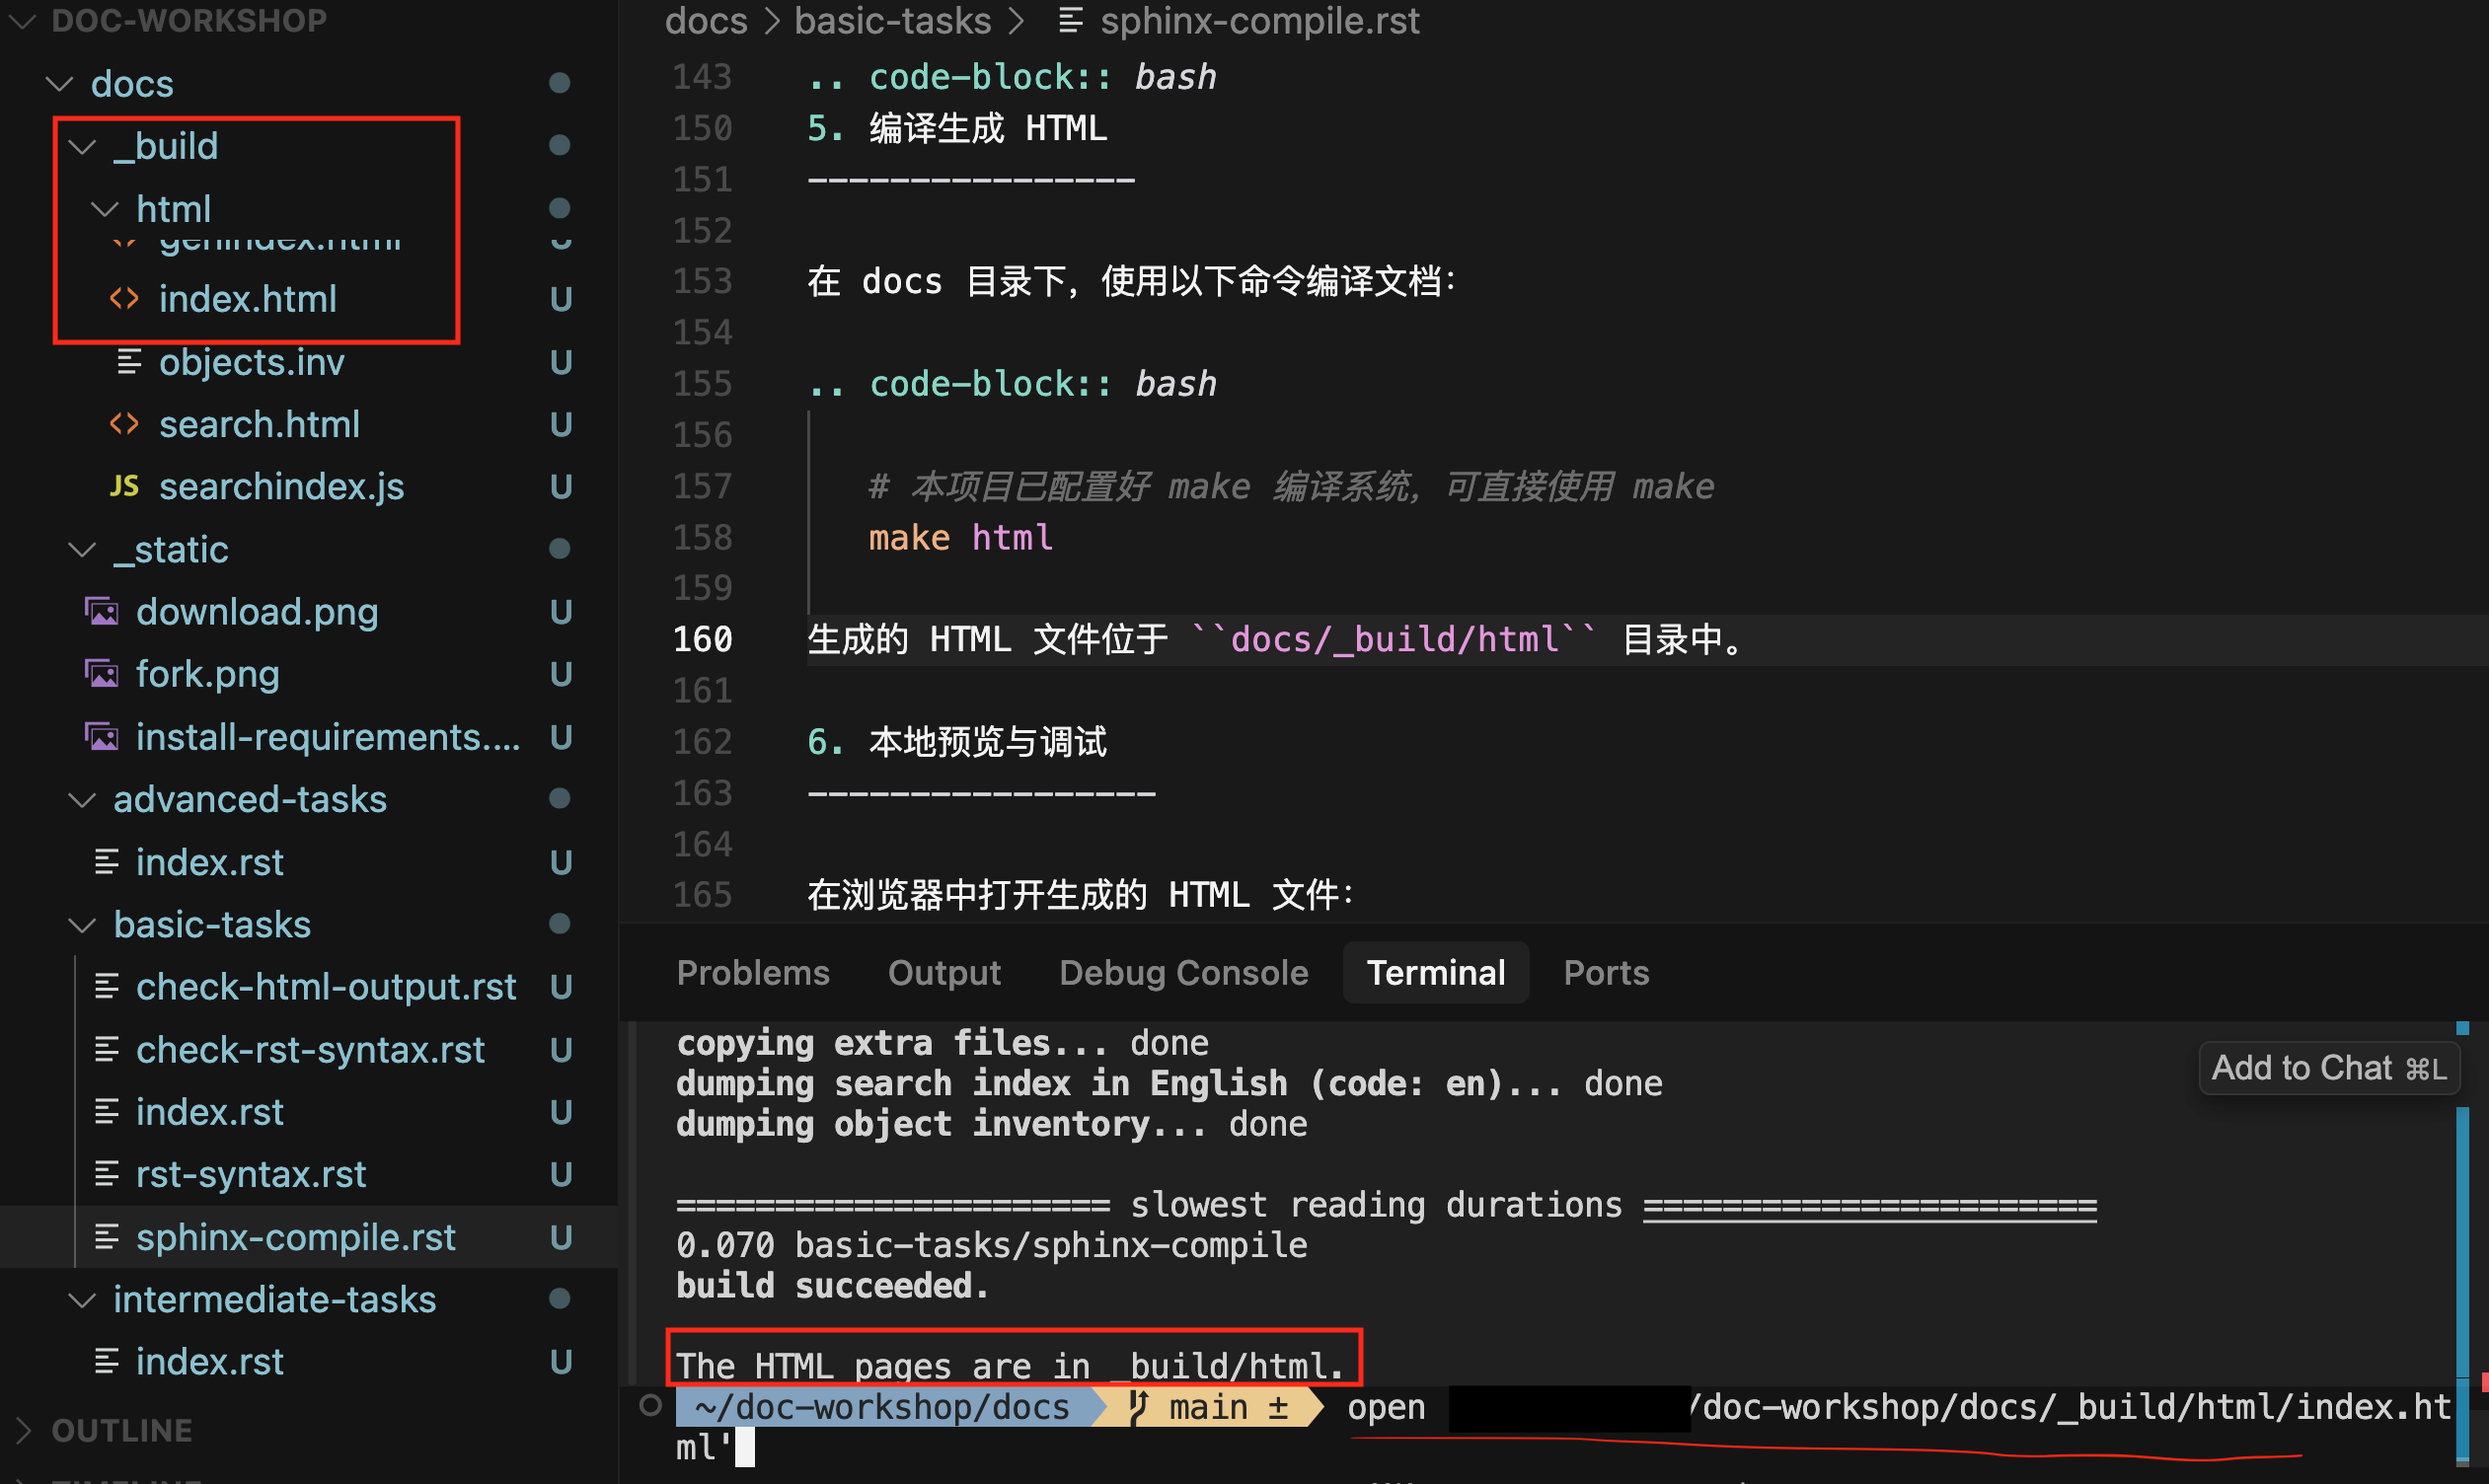 DOC-WORKSHOP
docs
_build
html
genindex.html U
index.html U
objects.inv U
search.html U
JS searchindex.js U
_static
download.png U
fork.png U
install-requirements.... U
advanced-tasks
index.rst U
basic-tasks
check-html-output.rst U
check-rst-syntax.rst U
index.rst U
rst-syntax.rst U
sphinx-compile.rst U
intermediate-tasks
index.rst U
OUTLINE
TIMELINE
docs > basic-tasks > sphinx-compile.rst
143 .. code-block:: bash
150 5. 编译生成 HTML
151 ----------------
152
153 在 docs 目录下，使用以下命令编译文档：
154
155 .. code-block:: bash
156
157 # 本项目已配置好 make 编译系统，可直接使用 make
158 make html
159
160 生成的 HTML 文件位于 ``docs/_build/html`` 目录中。
161
162 6. 本地预览与调试
163 -----------------
164
165 在浏览器中打开生成的 HTML 文件：
Problems Output Debug Console Terminal Ports
copying extra files... done
Add to Chat ⌘L
dumping search index in English (code: en)... done
dumping object inventory... done
====================== slowest reading durations =======================
0.070 basic-tasks/sphinx-compile
build succeeded.
The HTML pages are in _build/html.
~/doc-workshop/docs main ± open /doc-workshop/docs/_build/html/index.ht
ml'